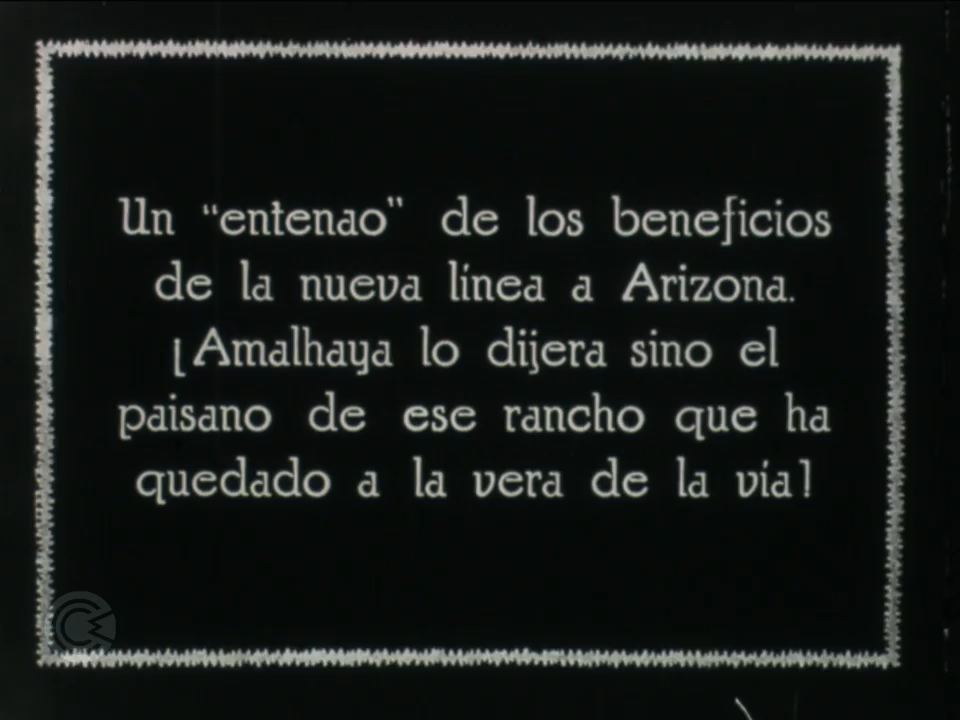 Un “entenao” de los beneficios
de la nueva línea a Arizona.
¡Amalhaya lo dijera sino el
paisano de ese rancho que ha
quedado a la vera de la vía!